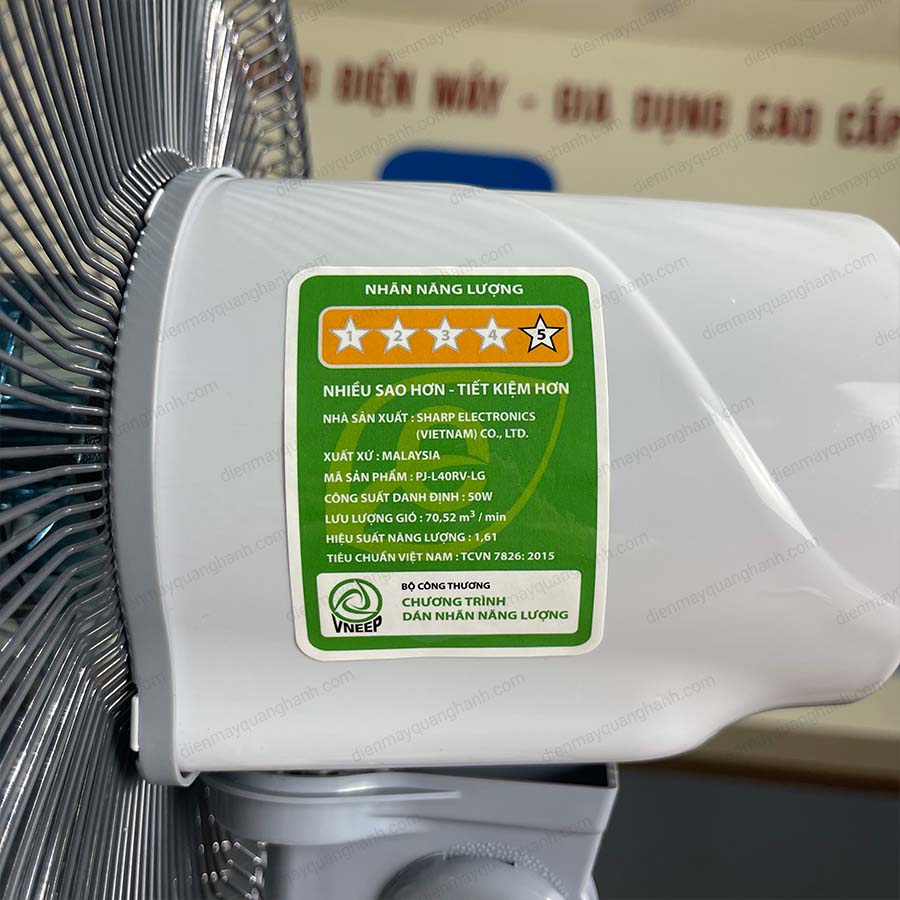 ĐIỆN MÁY - GIA DỤNG CAO CẤP
NHÃN NĂNG LƯỢNG
1 2 3 4 5
NHIỀU SAO HƠN - TIẾT KIỆM HƠN
NHÀ SẢN XUẤT : SHARP ELECTRONICS
(VIETNAM) CO., LTD.
XUẤT XỨ : MALAYSIA
MÃ SẢN PHẨM : PJ-L40RV-LG
CÔNG SUẤT DANH ĐỊNH : 50W
LƯU LƯỢNG GIÓ : 70,52 m³ / min
HIỆU SUẤT NĂNG LƯỢNG : 1,61
TIÊU CHUẨN VIỆT NAM : TCVN 7826: 2015
BỘ CÔNG THƯƠNG
CHƯƠNG TRÌNH
DÁN NHÃN NĂNG LƯỢNG
VNEEP
dienmayquanghanh.com